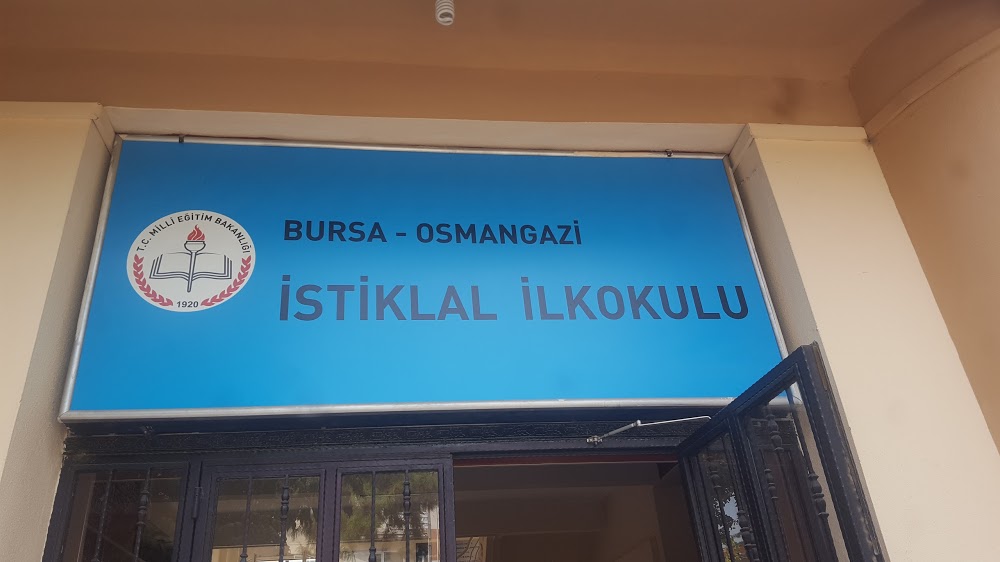 T.C. MİLLİ EĞİTİM BAKANLIĞI
1920
BURSA - OSMANGAZİ
İSTİKLAL İLKOKULU